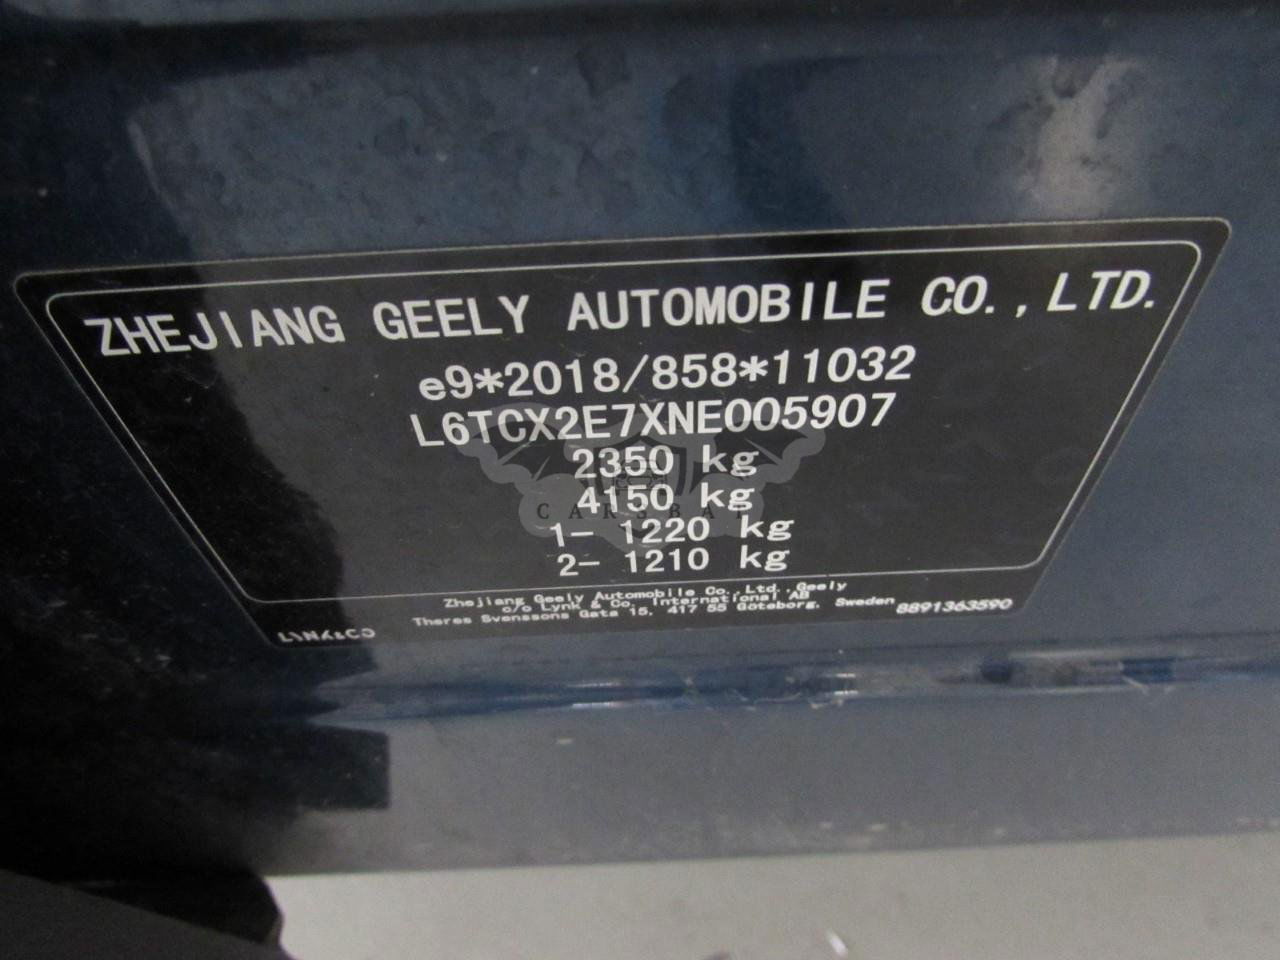 ZHEJIANG GEELY AUTOMOBILE CO.,LTD.
e9*2018/858*11032
L6TCX2E7XNE005907
2350 kg
4150 kg
CARSBAT
1- 1220 kg
2- 1210 kg
Zhejiang Geely Automobile Co.,Ltd., Geely
c/o Lynk & Co. International AB
Theres Svenssons Gata 15, 417 55 Göteborg, Sweden
8891363590
LYNK&CO